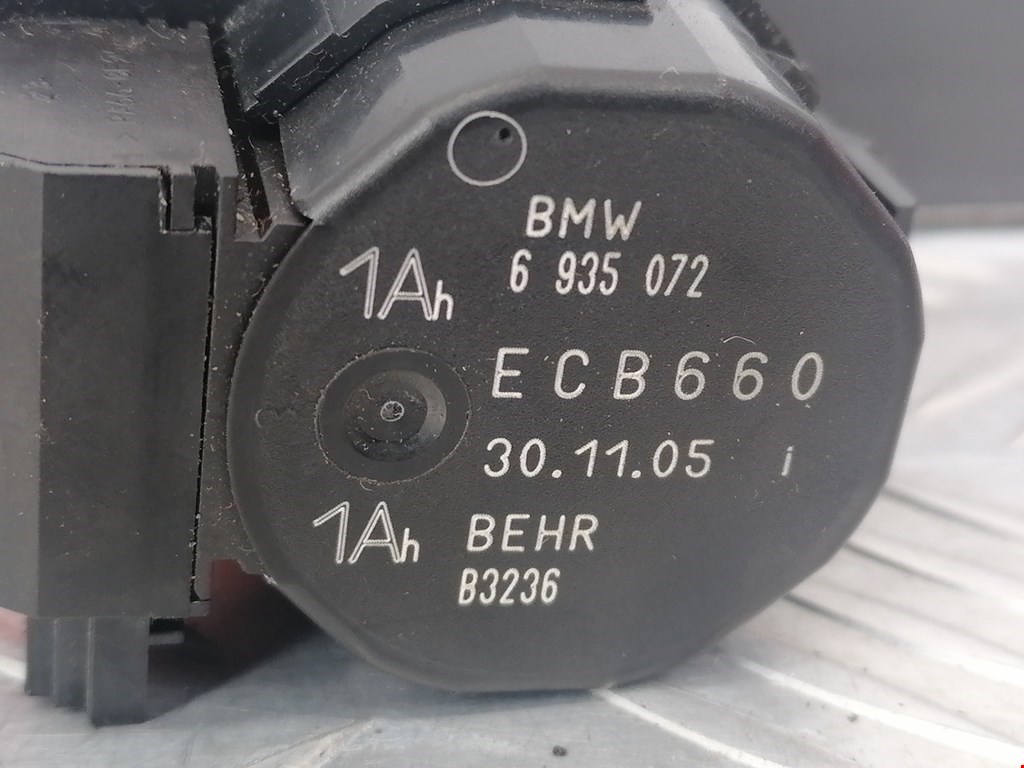 BMW
6 935 072
1Ah
ECB660
30.11.05 i
1Ah
BEHR
B3236